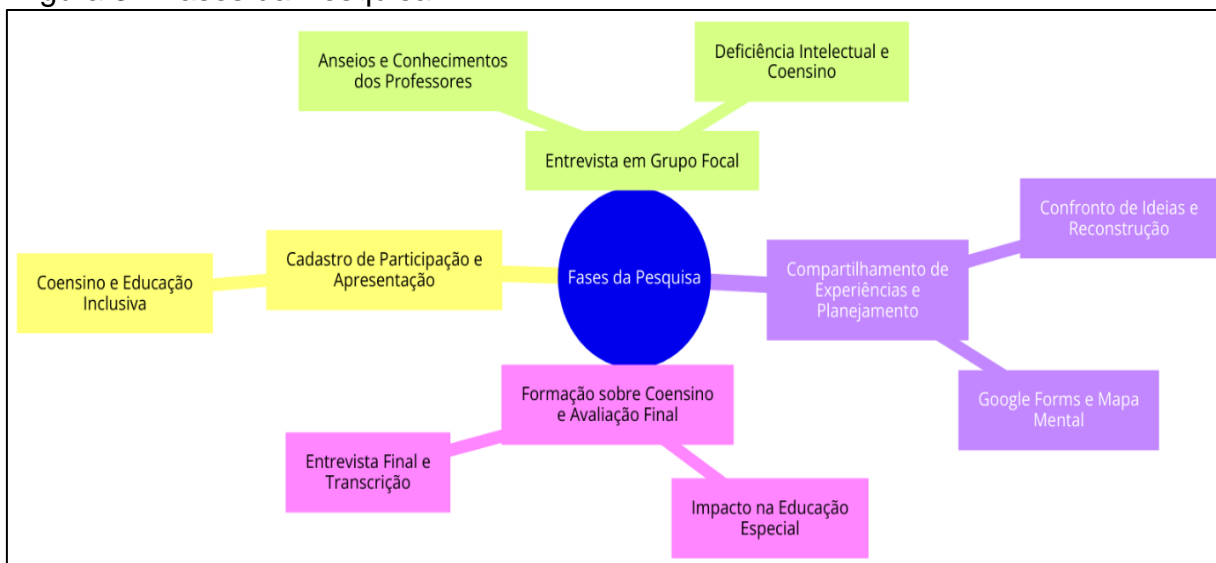 Anseios e Conhecimentos
dos Professores
Deficiência Intelectual e
Coensino
Entrevista em Grupo Focal
Confronto de Ideias e
Reconstrução
Cadastro de Participação e
Apresentação
Coensino e Educação
Inclusiva
Fases da Pesquisa
Compartilhamento de
Experiências e
Planejamento
Formação sobre Coensino
e Avaliação Final
Google Forms e Mapa
Mental
Entrevista Final e
Transcrição
Impacto na Educação
Especial